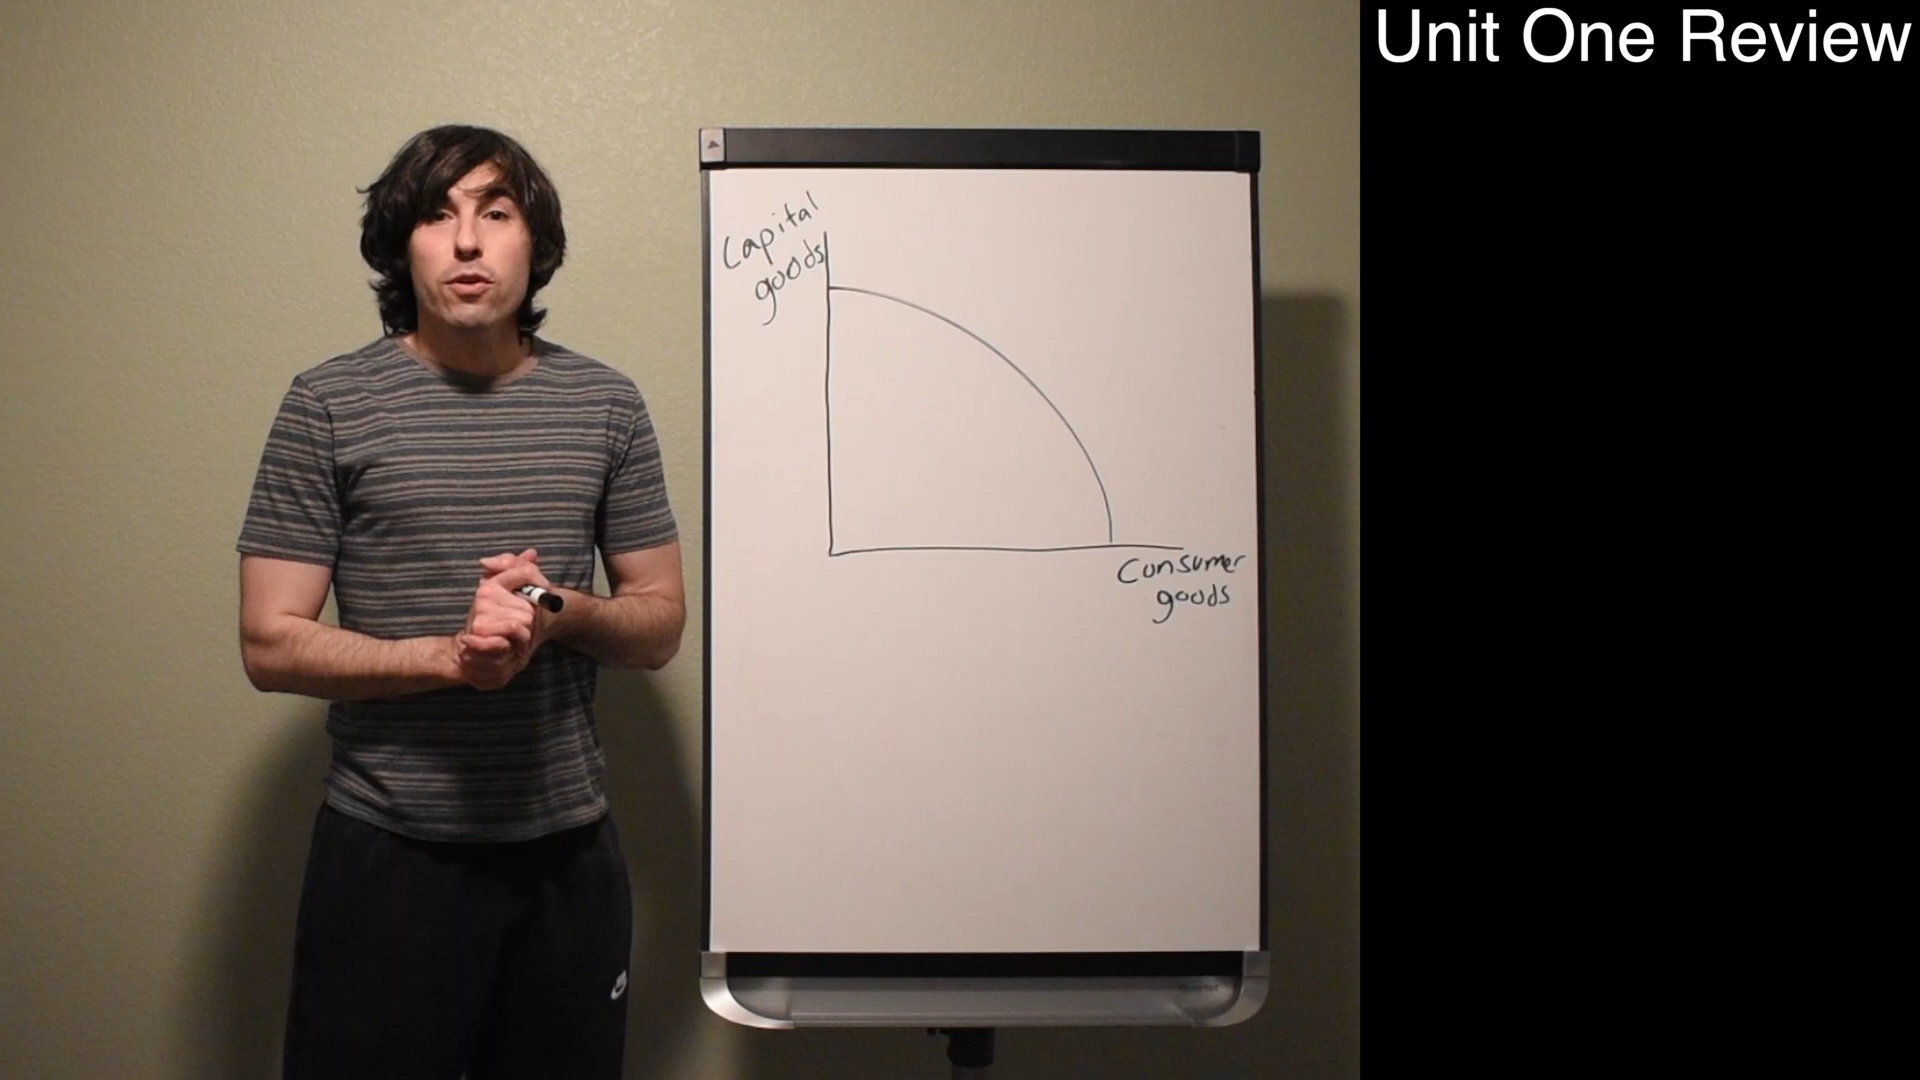 Unit One Review
Capital
goods
Consumer
goods